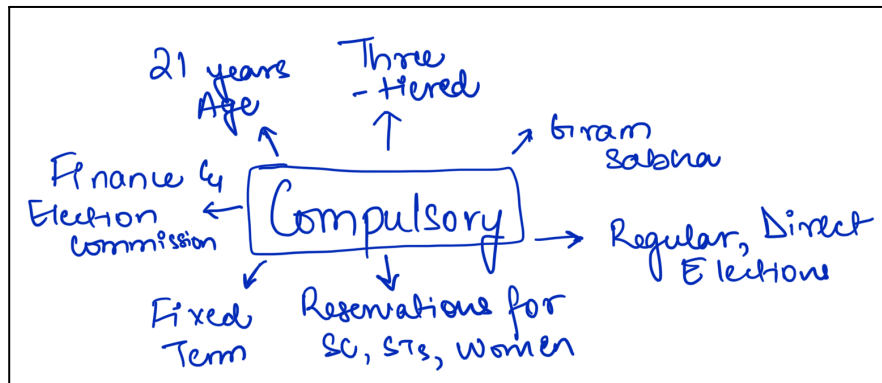 21 years
Age
Three
-tiered
Gram
Sabha
Finance &
Election
commission
Compulsory
Regular, Direct
Elections
Fixed
Term
Reservations for
SC, STs, Women